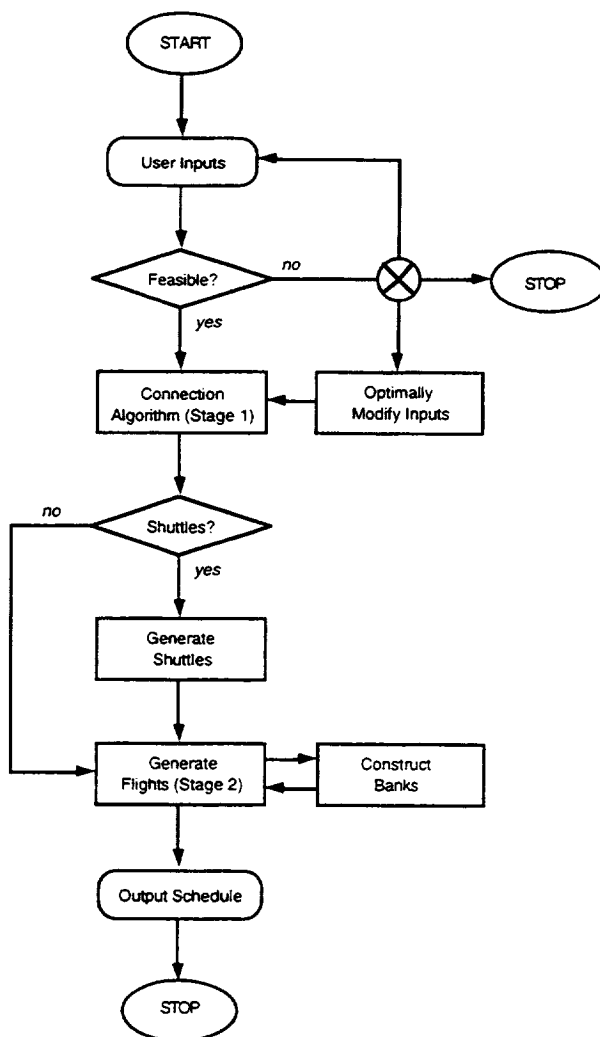 START
User Inputs
Feasible?
no
STOP
yes
Connection
Algorithm (Stage 1)
Optimally
Modify Inputs
no
Shuttles?
yes
Generate
Shuttles
Generate
Flights (Stage 2)
Construct
Banks
Output Schedule
STOP